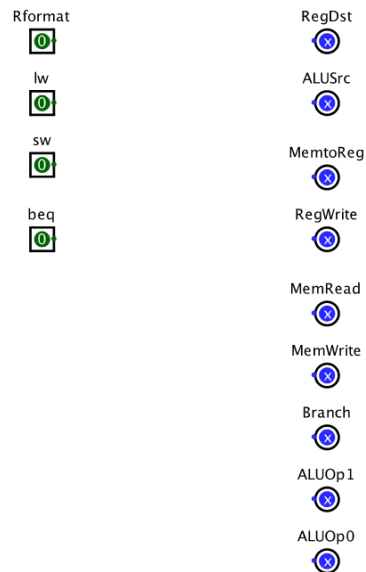 Rformat
0
lw
0
sw
0
beq
0
RegDst
x
ALUSrc
x
MemtoReg
x
RegWrite
x
MemRead
x
MemWrite
x
Branch
x
ALUOp1
x
ALUOp0
x